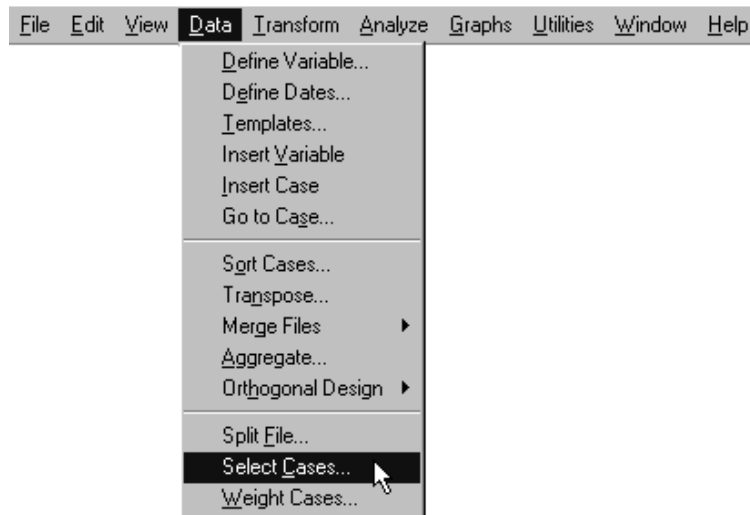 File Edit View Data Transform Analyze Graphs Utilities Window Help
Define Variable...
Define Dates...
Templates...
Insert Variable
Insert Case
Go to Case...
Sort Cases...
Transpose...
Merge Files
Aggregate...
Orthogonal Design
Split File...
Select Cases...
Weight Cases...